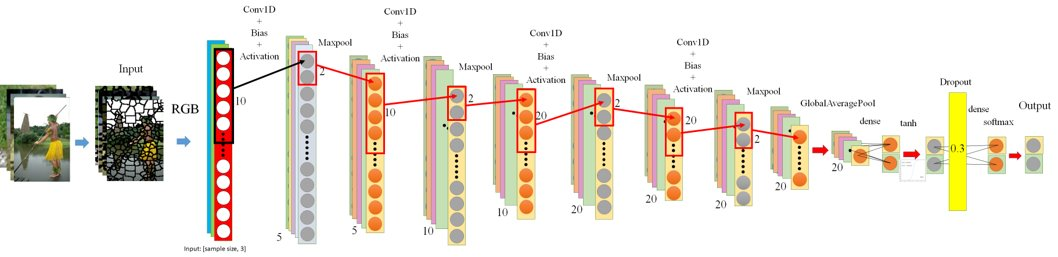 Conv1D
+
Bias
+
Activation
Conv1D
+
Bias
+
Activation
Conv1D
+
Bias
+
Activation
Conv1D
+
Bias
+
Activation
Input
RGB
10
Maxpool
2
10
Maxpool
2
20
Maxpool
2
20
Maxpool
2
GlobalAveragePool
dense
tanh
Dropout
0.3
dense
softmax
Output
5
5
10
10
20
20
20
20
20
Input: [sample size, 3]